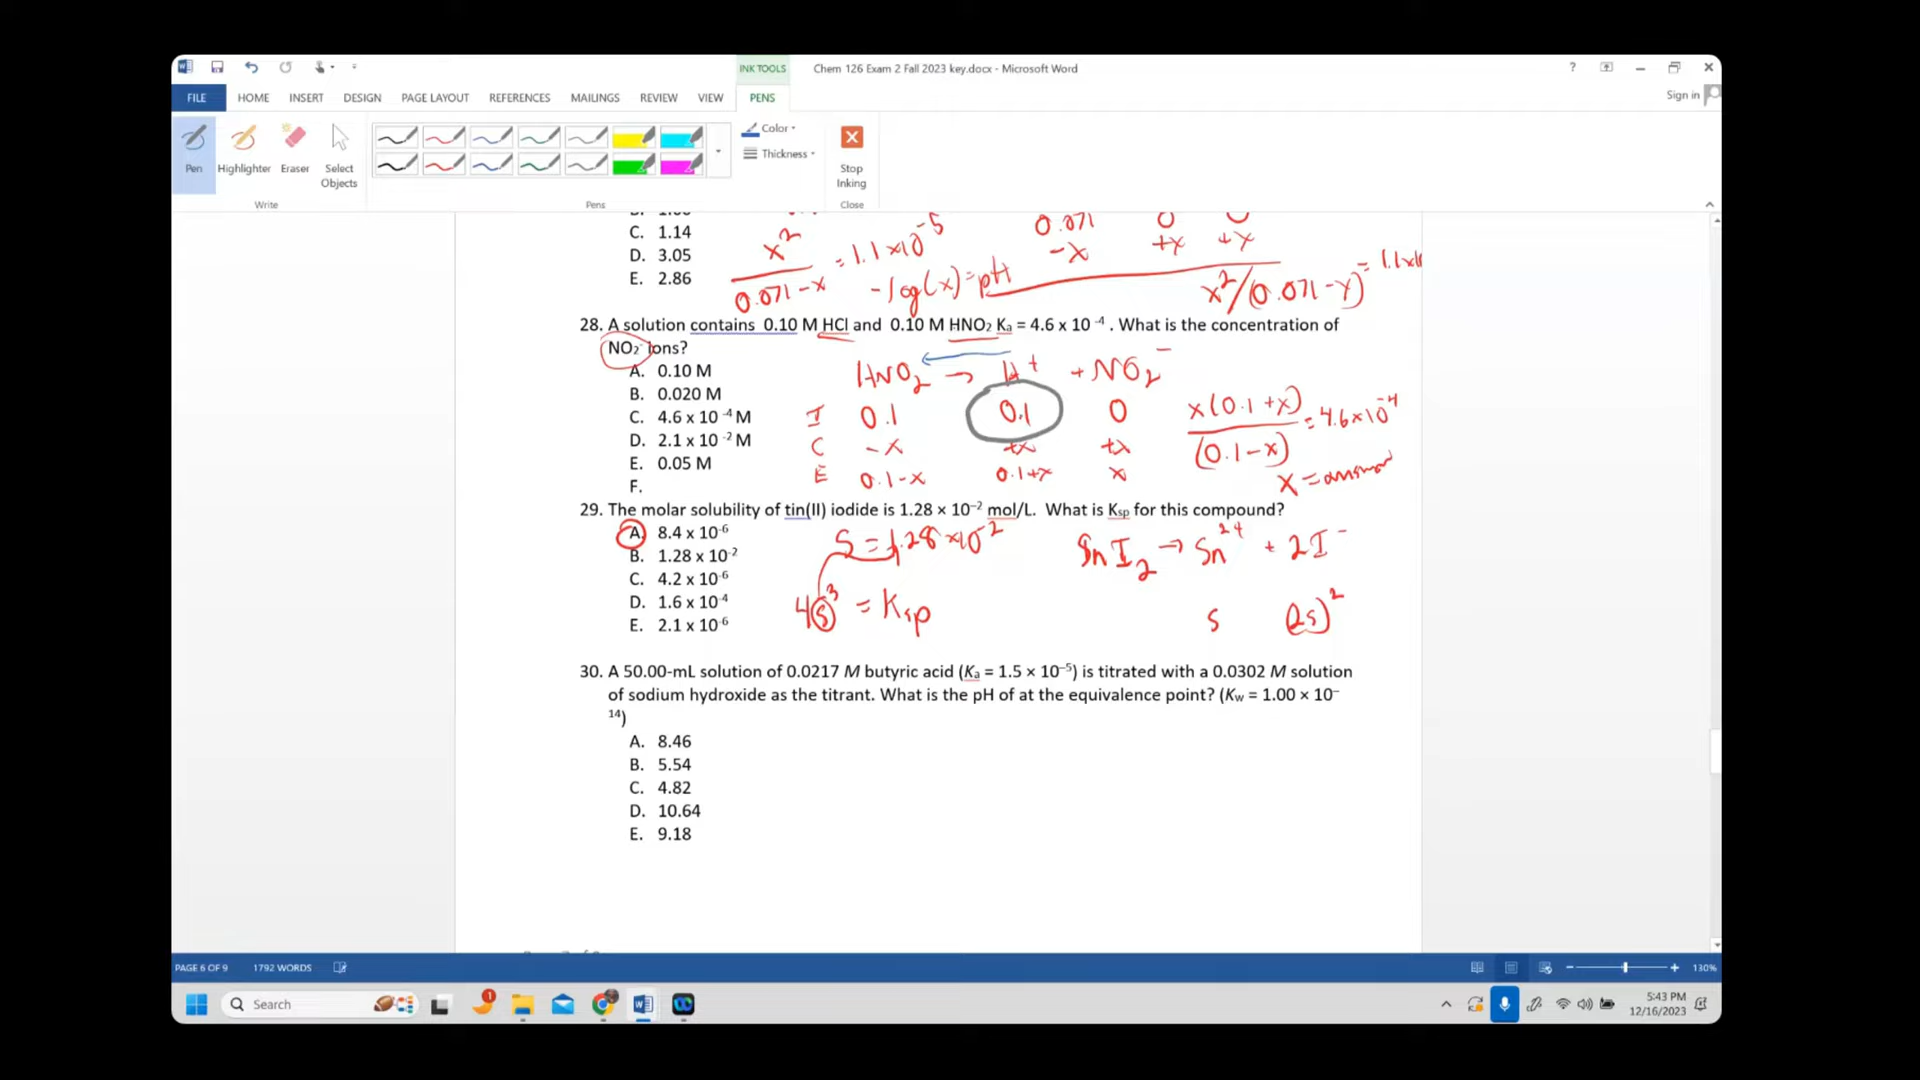 INK TOOLS
Chem 126 Exam 2 Fall 2023 key.docx - Microsoft Word
?
FILE HOME INSERT DESIGN PAGE LAYOUT REFERENCES MAILINGS REVIEW VIEW PENS
Sign in
Pen Highlighter Eraser Select Objects
Color
Thickness
Stop Inking
Write Pens Close
C. 1.14
D. 3.05
E. 2.86
0.071 0 0
-x +x +x
x² / 0.071-x = 1.1x10⁻⁵
-log(x)=pH
x²/(0.071-x) = 1.1x1
28. A solution contains 0.10 M HCl and 0.10 M HNO2 Ka = 4.6 x 10 -4 . What is the concentration of
NO2⁻ ions?
A. 0.10 M
B. 0.020 M
C. 4.6 x 10 -4 M
D. 2.1 x 10 -2 M
E. 0.05 M
F.
HNO₂ → H⁺ + NO₂⁻
I 0.1 0.1 0
C -x +x +x
E 0.1-x 0.1+x x
x(0.1+x) / (0.1-x) = 4.6x10⁻⁴
x = answer
29. The molar solubility of tin(II) iodide is 1.28 × 10⁻² mol/L. What is Ksp for this compound?
A. 8.4 x 10-6
B. 1.28 x 10-2
C. 4.2 x 10-6
D. 1.6 x 10-4
E. 2.1 x 10-6
S = 1.28x10⁻²
SnI₂ → Sn²⁺ + 2I⁻
4s³ = Ksp
s (2s)²
30. A 50.00-mL solution of 0.0217 M butyric acid (Ka = 1.5 × 10⁻⁵) is titrated with a 0.0302 M solution
of sodium hydroxide as the titrant. What is the pH of at the equivalence point? (Kw = 1.00 × 10⁻
¹⁴)
A. 8.46
B. 5.54
C. 4.82
D. 10.64
E. 9.18
PAGE 6 OF 9 1792 WORDS
130%
Search
1
5:43 PM
12/16/2023